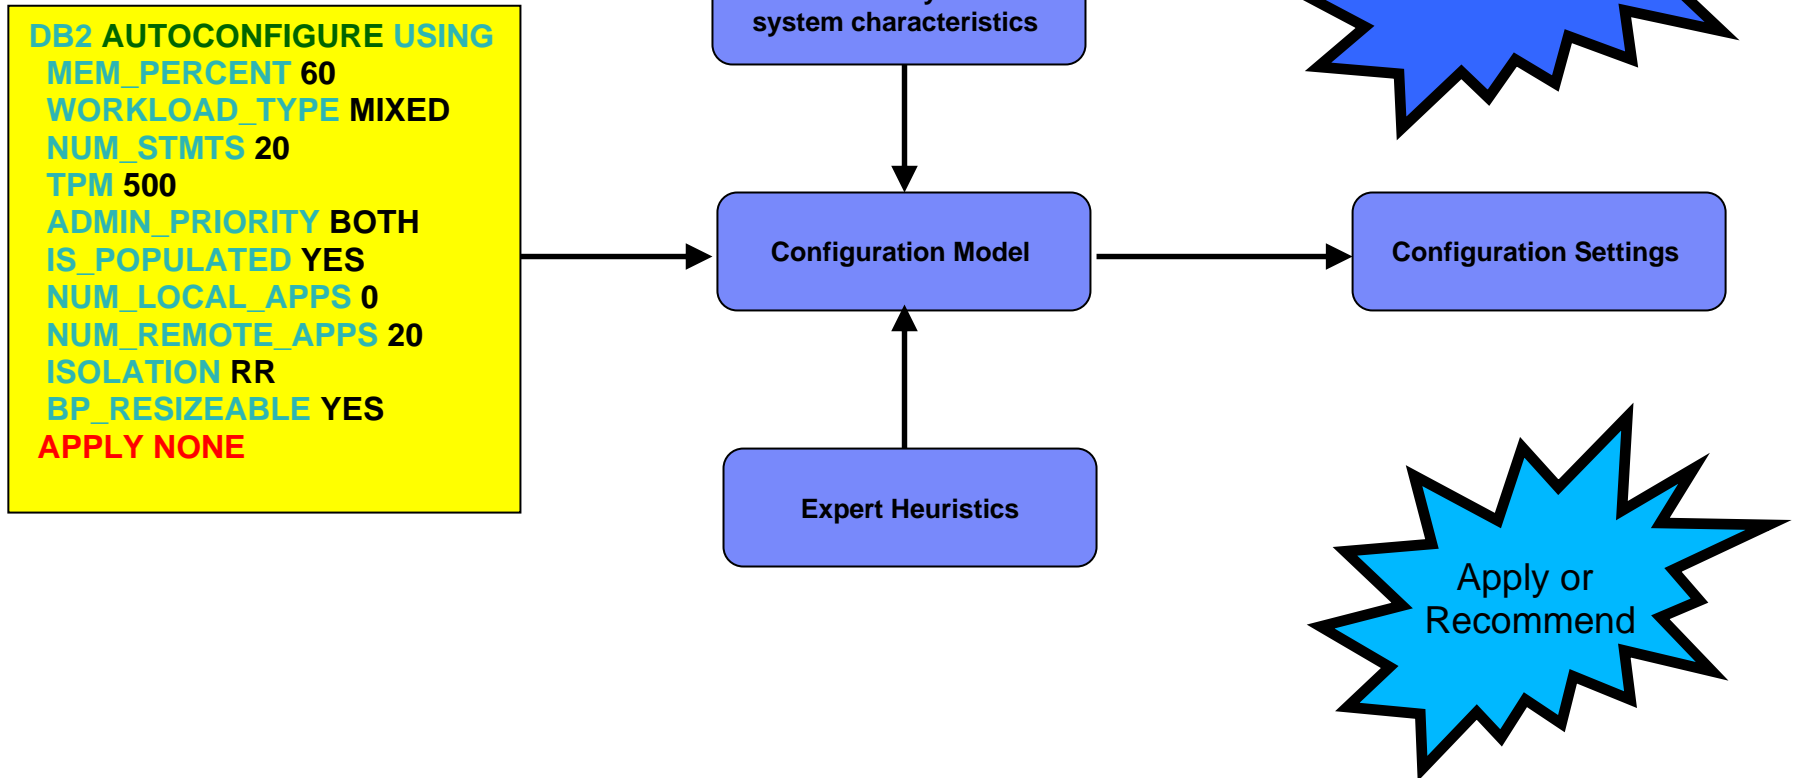 DB2 AUTOCONFIGURE USING
MEM_PERCENT 60
WORKLOAD_TYPE MIXED
NUM_STMTS 20
TPM 500
ADMIN_PRIORITY BOTH
IS_POPULATED YES
NUM_LOCAL_APPS 0
NUM_REMOTE_APPS 20
ISOLATION RR
BP_RESIZEABLE YES
APPLY NONE
system characteristics
Configuration Model
Configuration Settings
Expert Heuristics
Apply or
Recommend